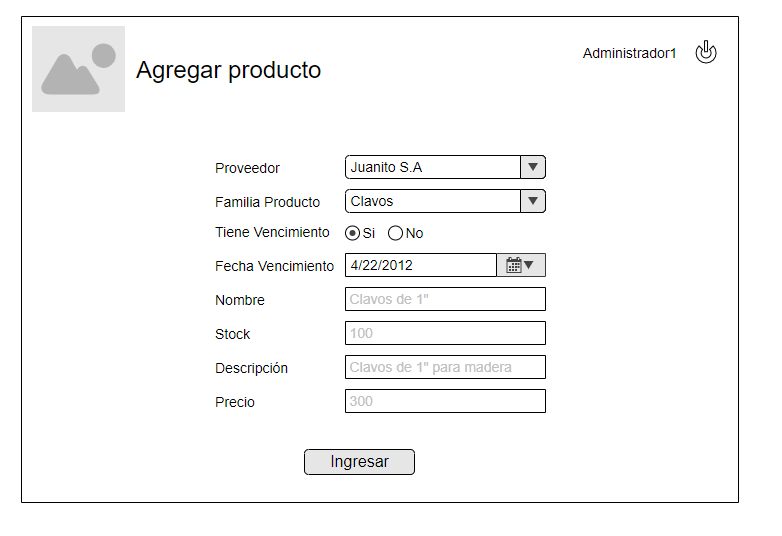 Agregar producto
Administrador1
Proveedor Juanito S.A
Familia Producto Clavos
Tiene Vencimiento Si No
Fecha Vencimiento 4/22/2012
Nombre Clavos de 1"
Stock 100
Descripción Clavos de 1" para madera
Precio 300
Ingresar